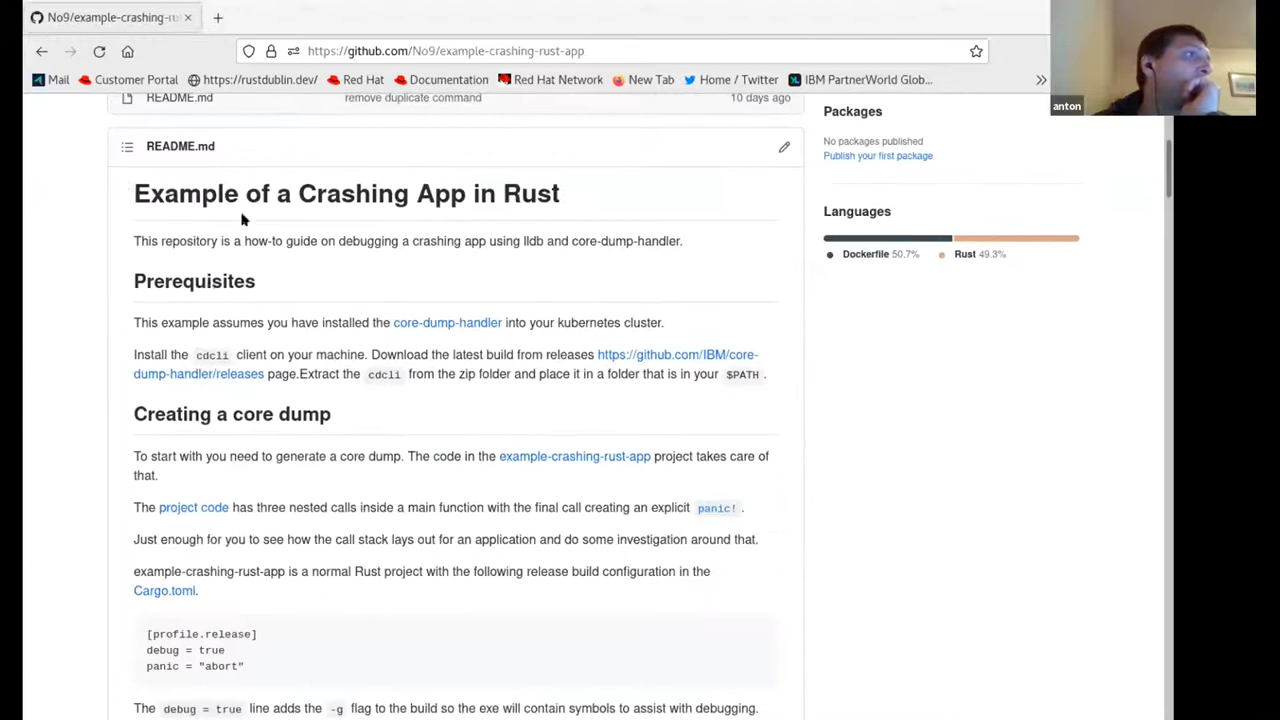 No9/example-crashing-ru
https://github.com/No9/example-crashing-rust-app
Mail Customer Portal https://rustdublin.dev/ Red Hat Documentation Red Hat Network New Tab Home / Twitter IBM PartnerWorld Glob...
anton
README.md remove duplicate command 10 days ago
README.md
Example of a Crashing App in Rust
This repository is a how-to guide on debugging a crashing app using lldb and core-dump-handler.
Prerequisites
This example assumes you have installed the core-dump-handler into your kubernetes cluster.
Install the cdcli client on your machine. Download the latest build from releases https://github.com/IBM/core-
dump-handler/releases page.Extract the cdcli from the zip folder and place it in a folder that is in your $PATH .
Creating a core dump
To start with you need to generate a core dump. The code in the example-crashing-rust-app project takes care of
that.
The project code has three nested calls inside a main function with the final call creating an explicit panic! .
Just enough for you to see how the call stack lays out for an application and do some investigation around that.
example-crashing-rust-app is a normal Rust project with the following release build configuration in the
Cargo.toml.
[profile.release]
debug = true
panic = "abort"
The debug = true line adds the -g flag to the build so the exe will contain symbols to assist with debugging.
Packages
No packages published
Publish your first package
Languages
Dockerfile 50.7% Rust 49.3%